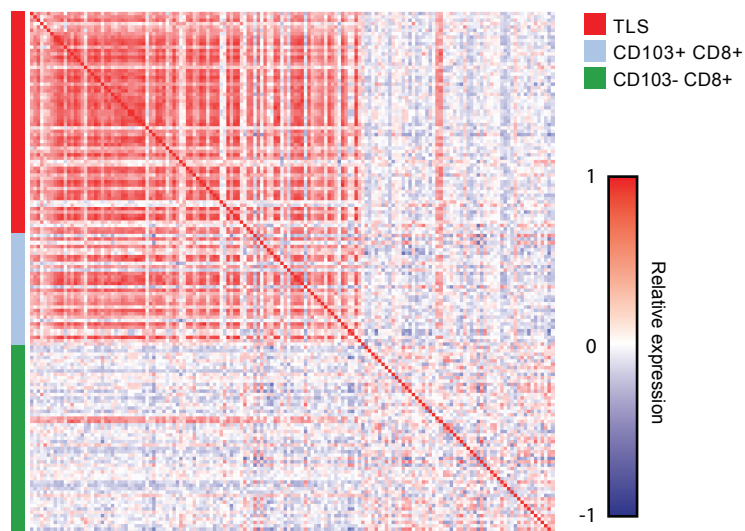 TLS
CD103+ CD8+
CD103- CD8+
1
0
-1
Relative expression